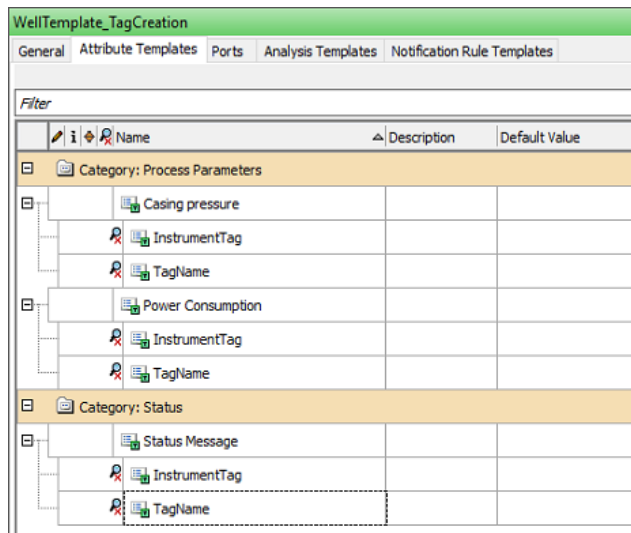 WellTemplate_TagCreation
General Attribute Templates Ports Analysis Templates Notification Rule Templates
Filter
Name Description Default Value
Category: Process Parameters
Casing pressure
InstrumentTag
TagName
Power Consumption
InstrumentTag
TagName
Category: Status
Status Message
InstrumentTag
TagName